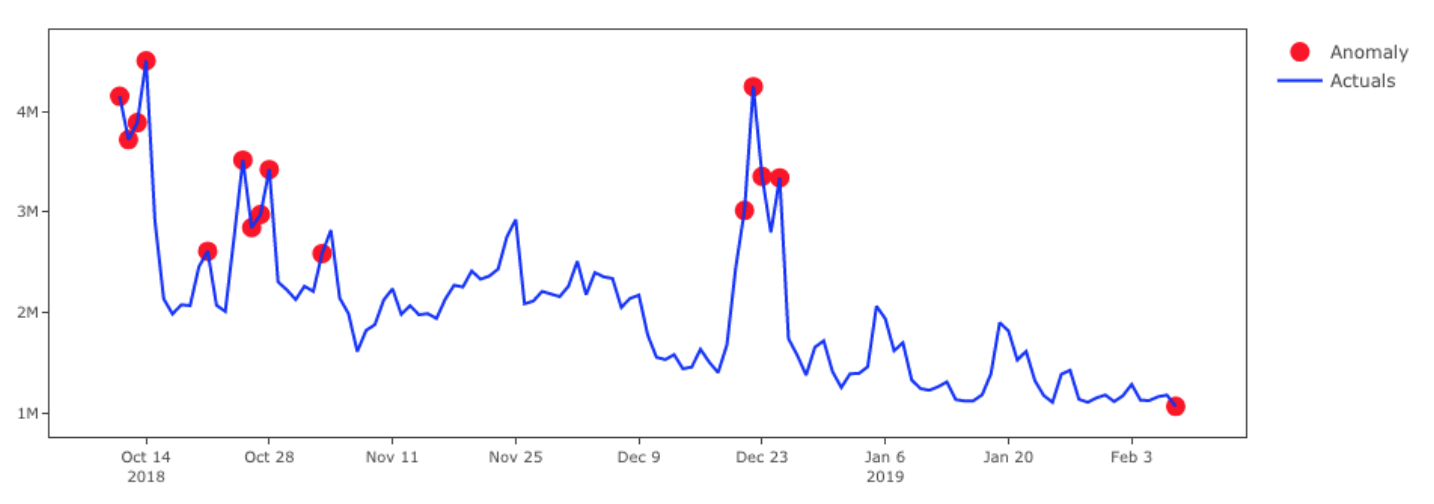 Anomaly
Actuals
4M
3M
2M
1M
Oct 14
2018
Oct 28
Nov 11
Nov 25
Dec 9
Dec 23
Jan 6
2019
Jan 20
Feb 3